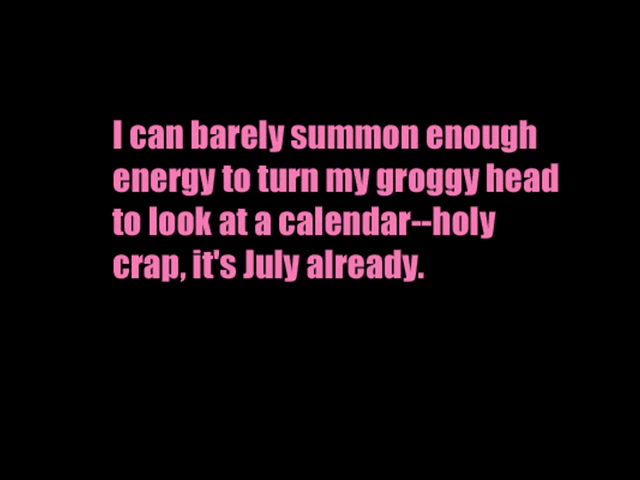 I can barely summon enough
energy to turn my groggy head
to look at a calendar--holy
crap, it's July already.